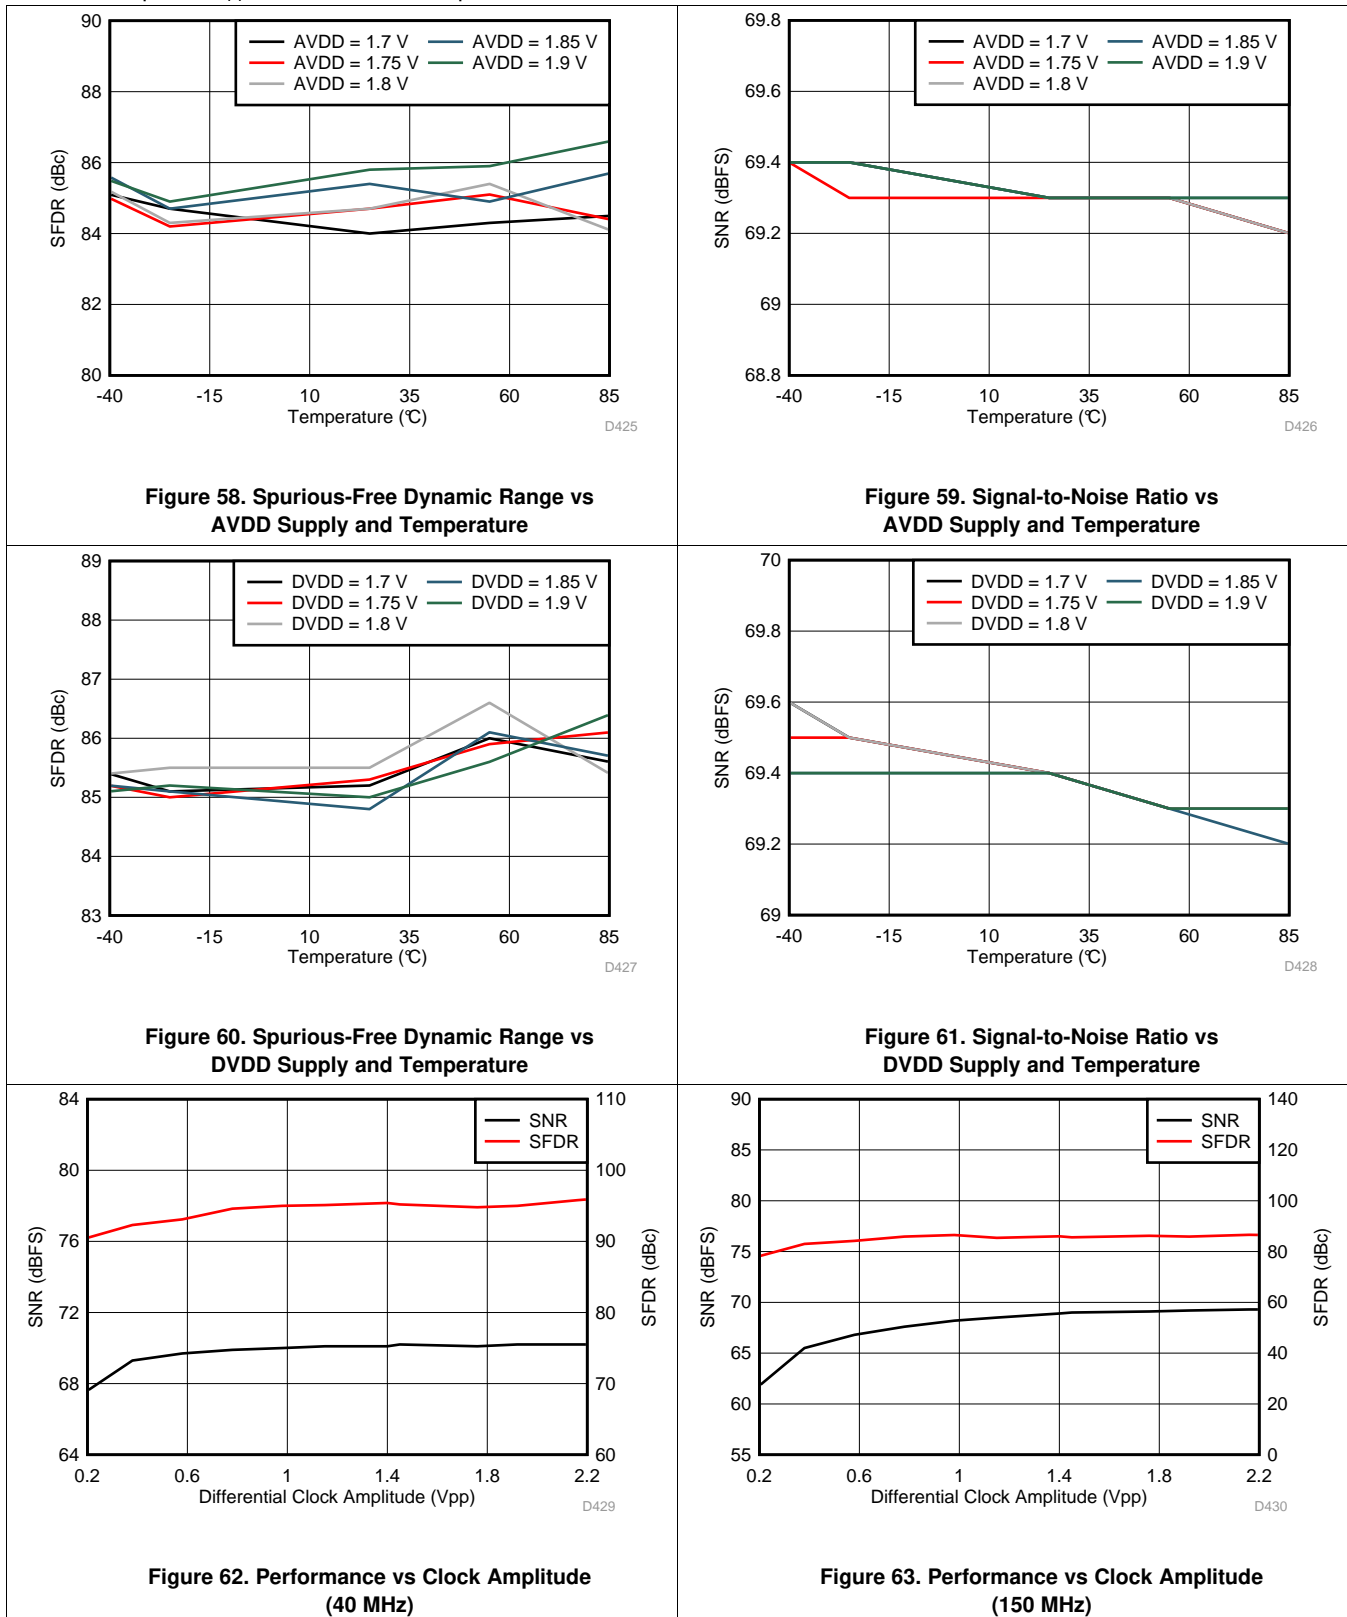 90
88
86
84
82
80
SFDR (dBc)
AVDD = 1.7 V
AVDD = 1.75 V
AVDD = 1.8 V
AVDD = 1.85 V
AVDD = 1.9 V
-40 -15 10 35 60 85
Temperature (°C)
D425
Figure 58. Spurious-Free Dynamic Range vs
AVDD Supply and Temperature
69.8
69.6
69.4
69.2
69
68.8
SNR (dBFS)
AVDD = 1.7 V
AVDD = 1.75 V
AVDD = 1.8 V
AVDD = 1.85 V
AVDD = 1.9 V
-40 -15 10 35 60 85
Temperature (°C)
D426
Figure 59. Signal-to-Noise Ratio vs
AVDD Supply and Temperature
89
88
87
86
85
84
83
SFDR (dBc)
DVDD = 1.7 V
DVDD = 1.75 V
DVDD = 1.8 V
DVDD = 1.85 V
DVDD = 1.9 V
-40 -15 10 35 60 85
Temperature (°C)
D427
Figure 60. Spurious-Free Dynamic Range vs
DVDD Supply and Temperature
70
69.8
69.6
69.4
69.2
69
SNR (dBFS)
DVDD = 1.7 V
DVDD = 1.75 V
DVDD = 1.8 V
DVDD = 1.85 V
DVDD = 1.9 V
-40 -15 10 35 60 85
Temperature (°C)
D428
Figure 61. Signal-to-Noise Ratio vs
DVDD Supply and Temperature
84
80
76
72
68
64
SNR (dBFS)
SNR
SFDR
110
100
90
80
70
60
SFDR (dBc)
0.2 0.6 1 1.4 1.8 2.2
Differential Clock Amplitude (Vpp)
D429
Figure 62. Performance vs Clock Amplitude
(40 MHz)
90
85
80
75
70
65
60
55
SNR (dBFS)
SNR
SFDR
140
120
100
80
60
40
20
0
SFDR (dBc)
0.2 0.6 1 1.4 1.8 2.2
Differential Clock Amplitude (Vpp)
D430
Figure 63. Performance vs Clock Amplitude
(150 MHz)